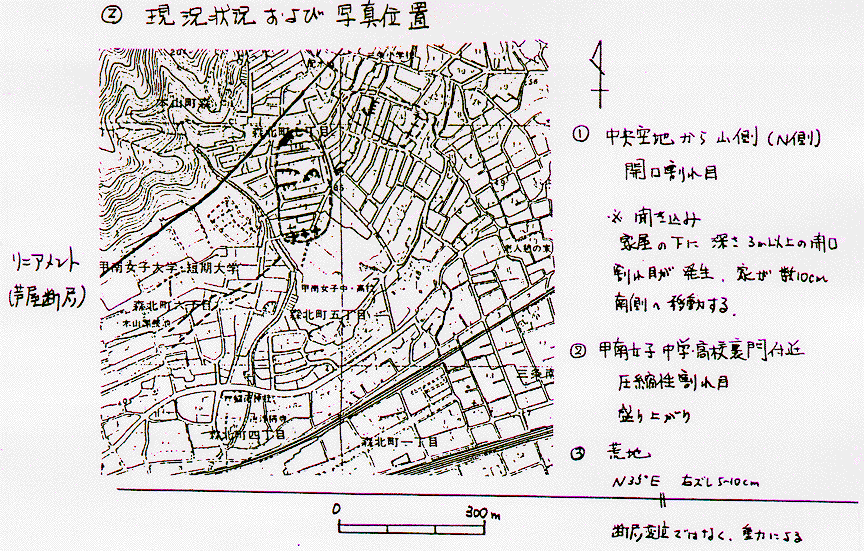 ② 現況状況および写真位置
本山町森
森北町七丁目
甲南女子大学・短期大学
森北町六丁目
甲南女子中・高校
森北町五丁目
老人憩の家
三条南
森北町四丁目
森北町一丁目
リニアメント
(芦屋断層)
① 中央空地から山側(N側)
開口割れ目
※ 聞き込み
家屋の下に深さ3m以上の開口
割れ目が発生、家が数10cm
南側へ移動する。
② 甲南女子中学・高校裏門付近
圧縮性割れ目
盛り上がり
③ 荒地
N35°E 右ズレ5~10cm
断層変位ではなく、重力による
0 300m